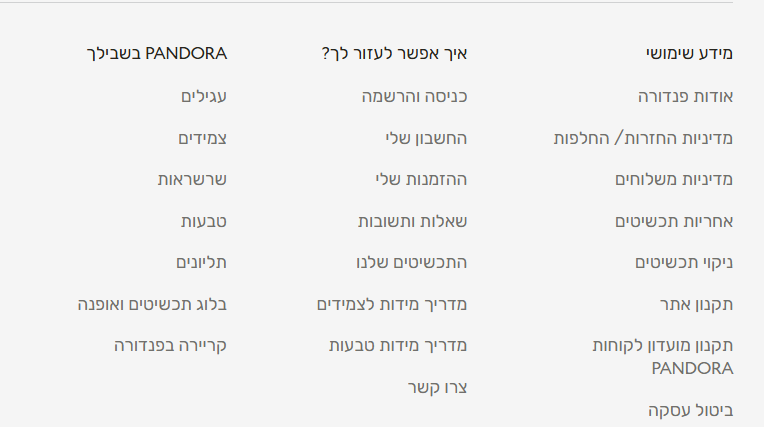 מידע שימושי
אודות פנדורה
מדיניות החזרות/ החלפות
מדיניות משלוחים
אחריות תכשיטים
ניקוי תכשיטים
תקנון אתר
תקנון מועדון לקוחות
PANDORA
ביטול עסקה
איך אפשר לעזור לך?
כניסה והרשמה
החשבון שלי
ההזמנות שלי
שאלות ותשובות
התכשיטים שלנו
מדריך מידות לצמידים
מדריך מידות טבעות
צרו קשר
PANDORA בשבילך
עגילים
צמידים
שרשראות
טבעות
תליונים
בלוג תכשיטים ואופנה
קריירה בפנדורה